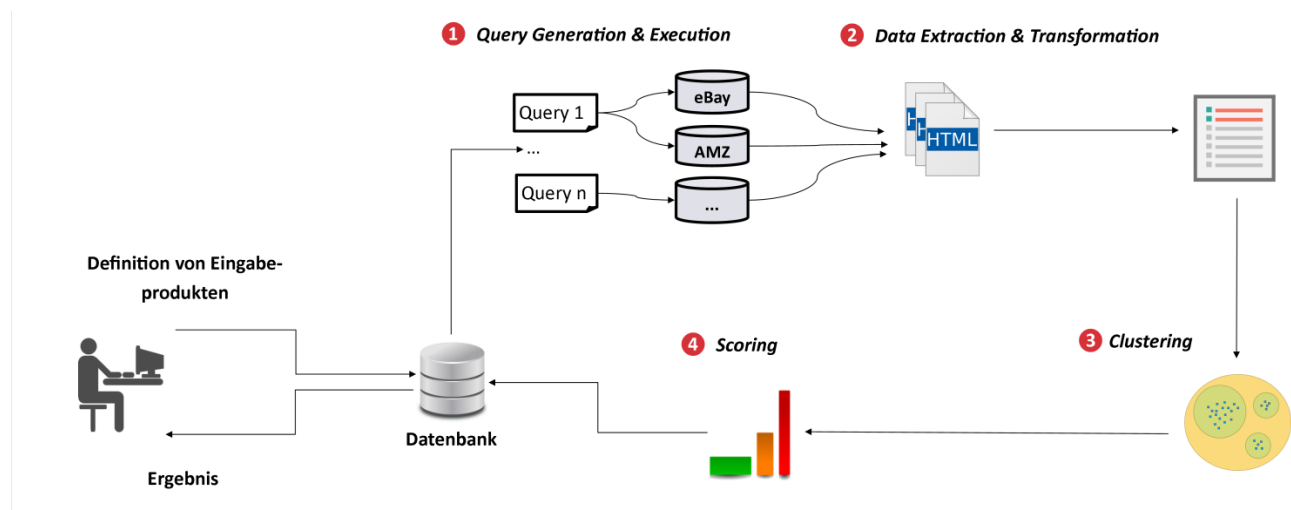 1 Query Generation & Execution
2 Data Extraction & Transformation
Query 1
...
Query n
eBay
AMZ
...
HTML
H
H
Definition von Eingabe-
produkten
Datenbank
Ergebnis
4 Scoring
3 Clustering